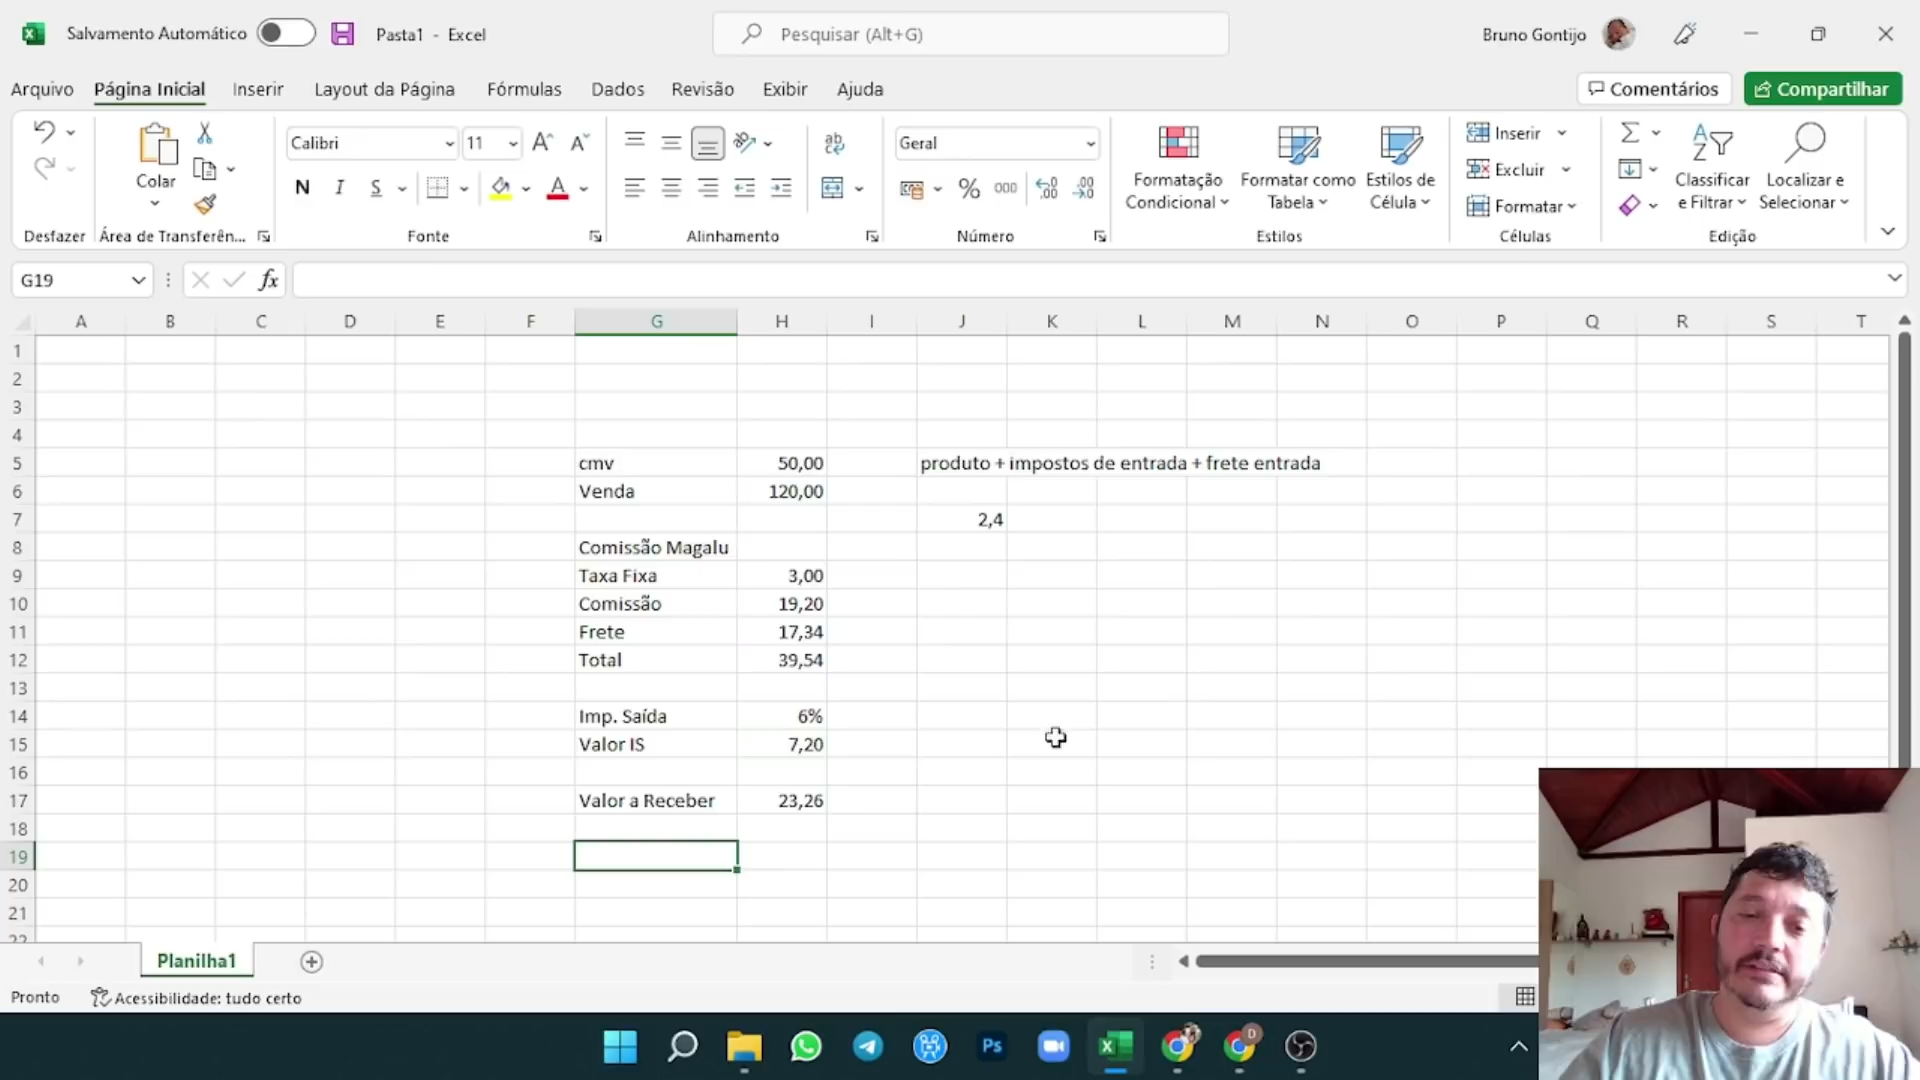 Salvamento Automático
Pasta1 - Excel
Pesquisar (Alt+G)
Bruno Gontijo
Arquivo Página Inicial Inserir Layout da Página Fórmulas Dados Revisão Exibir Ajuda
Comentários Compartilhar
Calibri 11
Geral
Colar
N I S
Formatação Condicional
Formatar como Tabela
Estilos de Célula
Inserir
Excluir
Formatar
Classificar e Filtrar
Localizar e Selecionar
Desfazer Área de Transferên... Fonte Alinhamento Número Estilos Células Edição
G19 fx
A B C D E F G H I J K L M N O P Q R S T
1
2
3
4
5 cmv 50,00 produto + impostos de entrada + frete entrada
6 Venda 120,00
7 2,4
8 Comissão Magalu
9 Taxa Fixa 3,00
10 Comissão 19,20
11 Frete 17,34
12 Total 39,54
13
14 Imp. Saída 6%
15 Valor IS 7,20
16
17 Valor a Receber 23,26
18
19
20
21
22
Planilha1
Pronto Acessibilidade: tudo certo
Ps
D